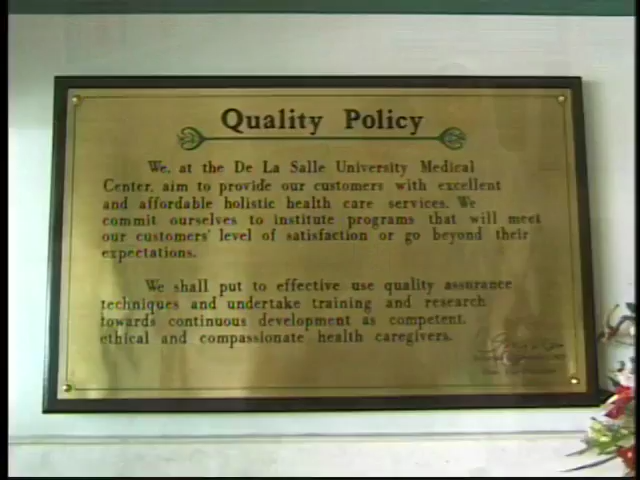 Quality Policy
We, at the De La Salle University Medical
Center, aim to provide our customers with excellent
and affordable holistic health care services. We
commit ourselves to institute programs that will meet
our customers' level of satisfaction or go beyond their
expectations.
We shall put to effective use quality assurance
techniques and undertake training and research
towards continuous development as competent,
ethical and compassionate health caregivers.